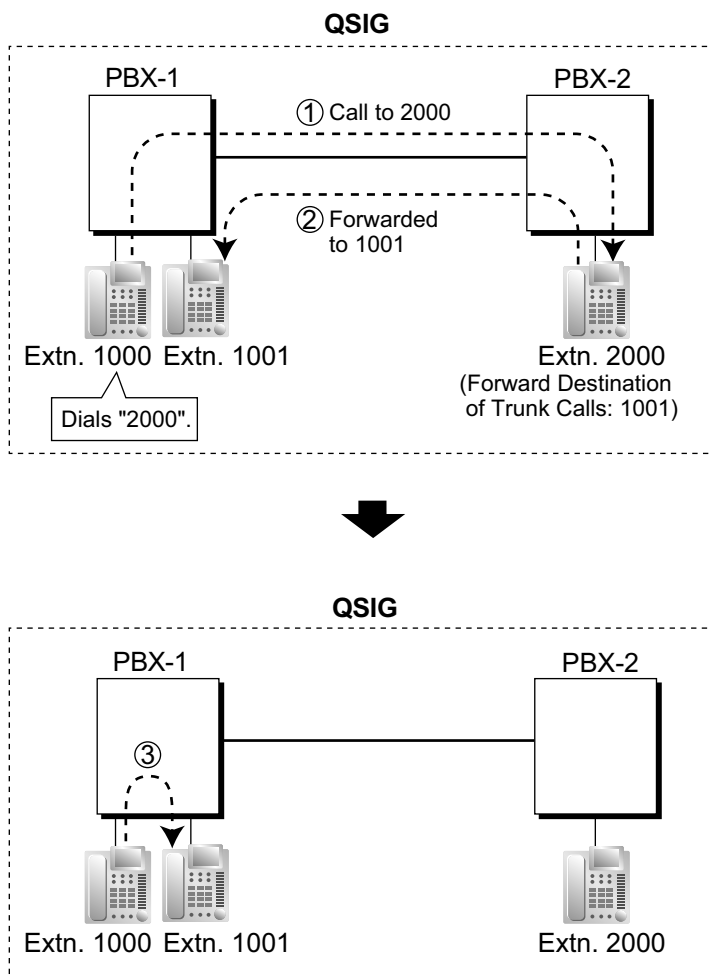 QSIG
PBX-1
PBX-2
① Call to 2000
② Forwarded
to 1001
Extn. 1000
Extn. 1001
Extn. 2000
(Forward Destination
of Trunk Calls: 1001)
Dials "2000".
QSIG
PBX-1
PBX-2
③
Extn. 1000
Extn. 1001
Extn. 2000